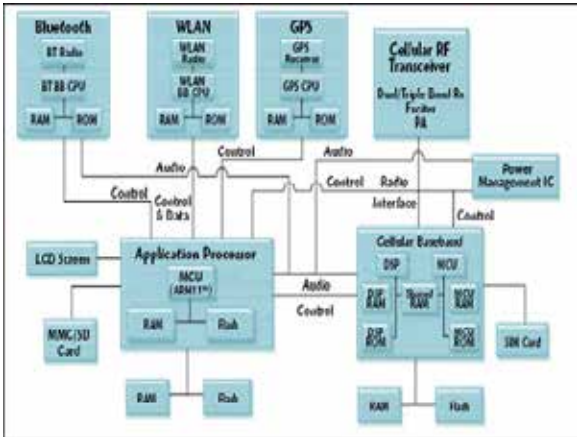 Bluetooth
BT Radio
BT BB CPU
RAM
ROM
WLAN
WLAN
Radio
WLAN
BB CPU
RAM
ROM
GPS
GPS
Receiver
GPS CPU
RAM
ROM
Cellular RF
Transceiver
Dual/Triple Band Rx
Exciter
PA
Control
Audio
Audio
Control
Radio
Interface
Power
Management IC
Control
Control
& Data
Control
LCD Screen
MMC/SD
Card
Application Processor
MCU
(ARM11™)
RAM
Flash
Audio
Control
Cellular Baseband
DSP
MCU
DSP
RAM
Shared
RAM
MCU
RAM
DSP
ROM
MCU
ROM
SIM Card
RAM
Flash
RAM
Flash